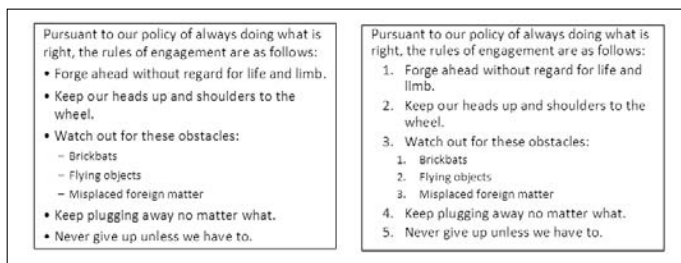 Pursuant to our policy of always doing what is
right, the rules of engagement are as follows:
• Forge ahead without regard for life and limb.
• Keep our heads up and shoulders to the
wheel.
• Watch out for these obstacles:
– Brickbats
– Flying objects
– Misplaced foreign matter
• Keep plugging away no matter what.
• Never give up unless we have to.
Pursuant to our policy of always doing what is
right, the rules of engagement are as follows:
1. Forge ahead without regard for life and
limb.
2. Keep our heads up and shoulders to the
wheel.
3. Watch out for these obstacles:
1. Brickbats
2. Flying objects
3. Misplaced foreign matter
4. Keep plugging away no matter what.
5. Never give up unless we have to.